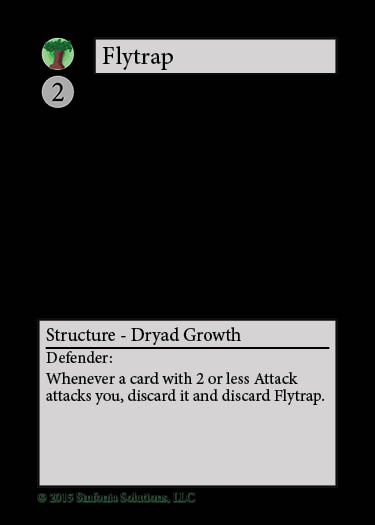 Flytrap
2
Structure - Dryad Growth
Defender:
Whenever a card with 2 or less Attack
attacks you, discard it and discard Flytrap.
© 2015 Sinfonia Solutions, LLC